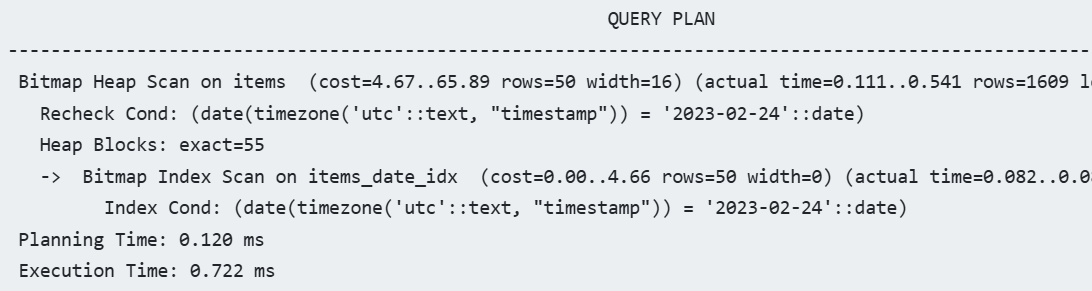 QUERY PLAN
-----------------------------------------------------------------------------------------------------
Bitmap Heap Scan on items  (cost=4.67..65.89 rows=50 width=16) (actual time=0.111..0.541 rows=1609
  Recheck Cond: (date(timezone('utc'::text, "timestamp")) = '2023-02-24'::date)
  Heap Blocks: exact=55
  ->  Bitmap Index Scan on items_date_idx  (cost=0.00..4.66 rows=50 width=0) (actual time=0.082..
        Index Cond: (date(timezone('utc'::text, "timestamp")) = '2023-02-24'::date)
Planning Time: 0.120 ms
Execution Time: 0.722 ms